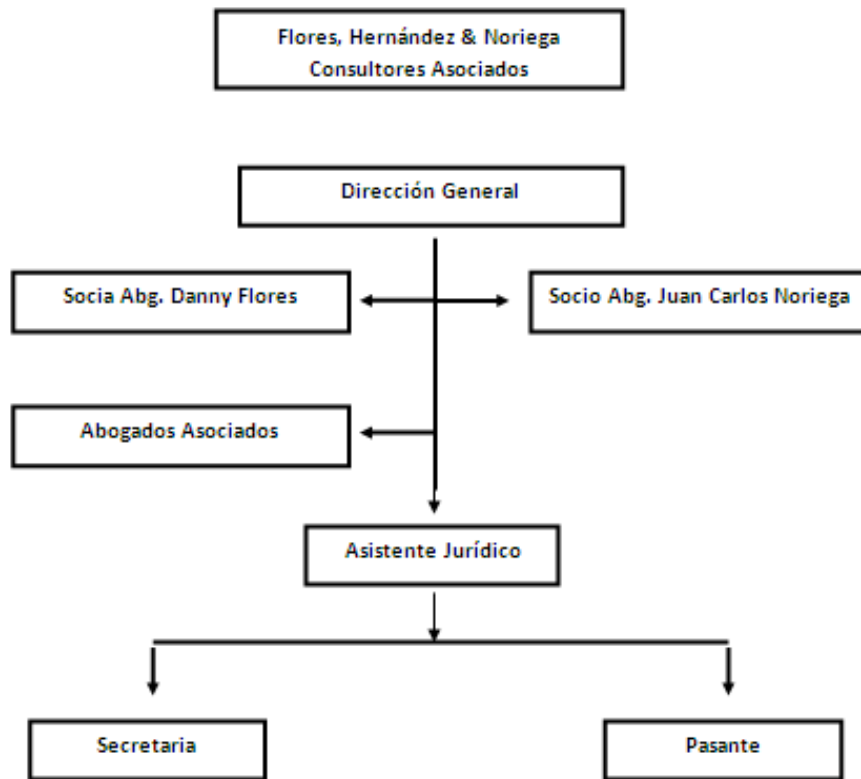 Flores, Hernández & Noriega
Consultores Asociados
Dirección General
Socia Abg. Danny Flores
Socio Abg. Juan Carlos Noriega
Abogados Asociados
Asistente Jurídico
Secretaria
Pasante